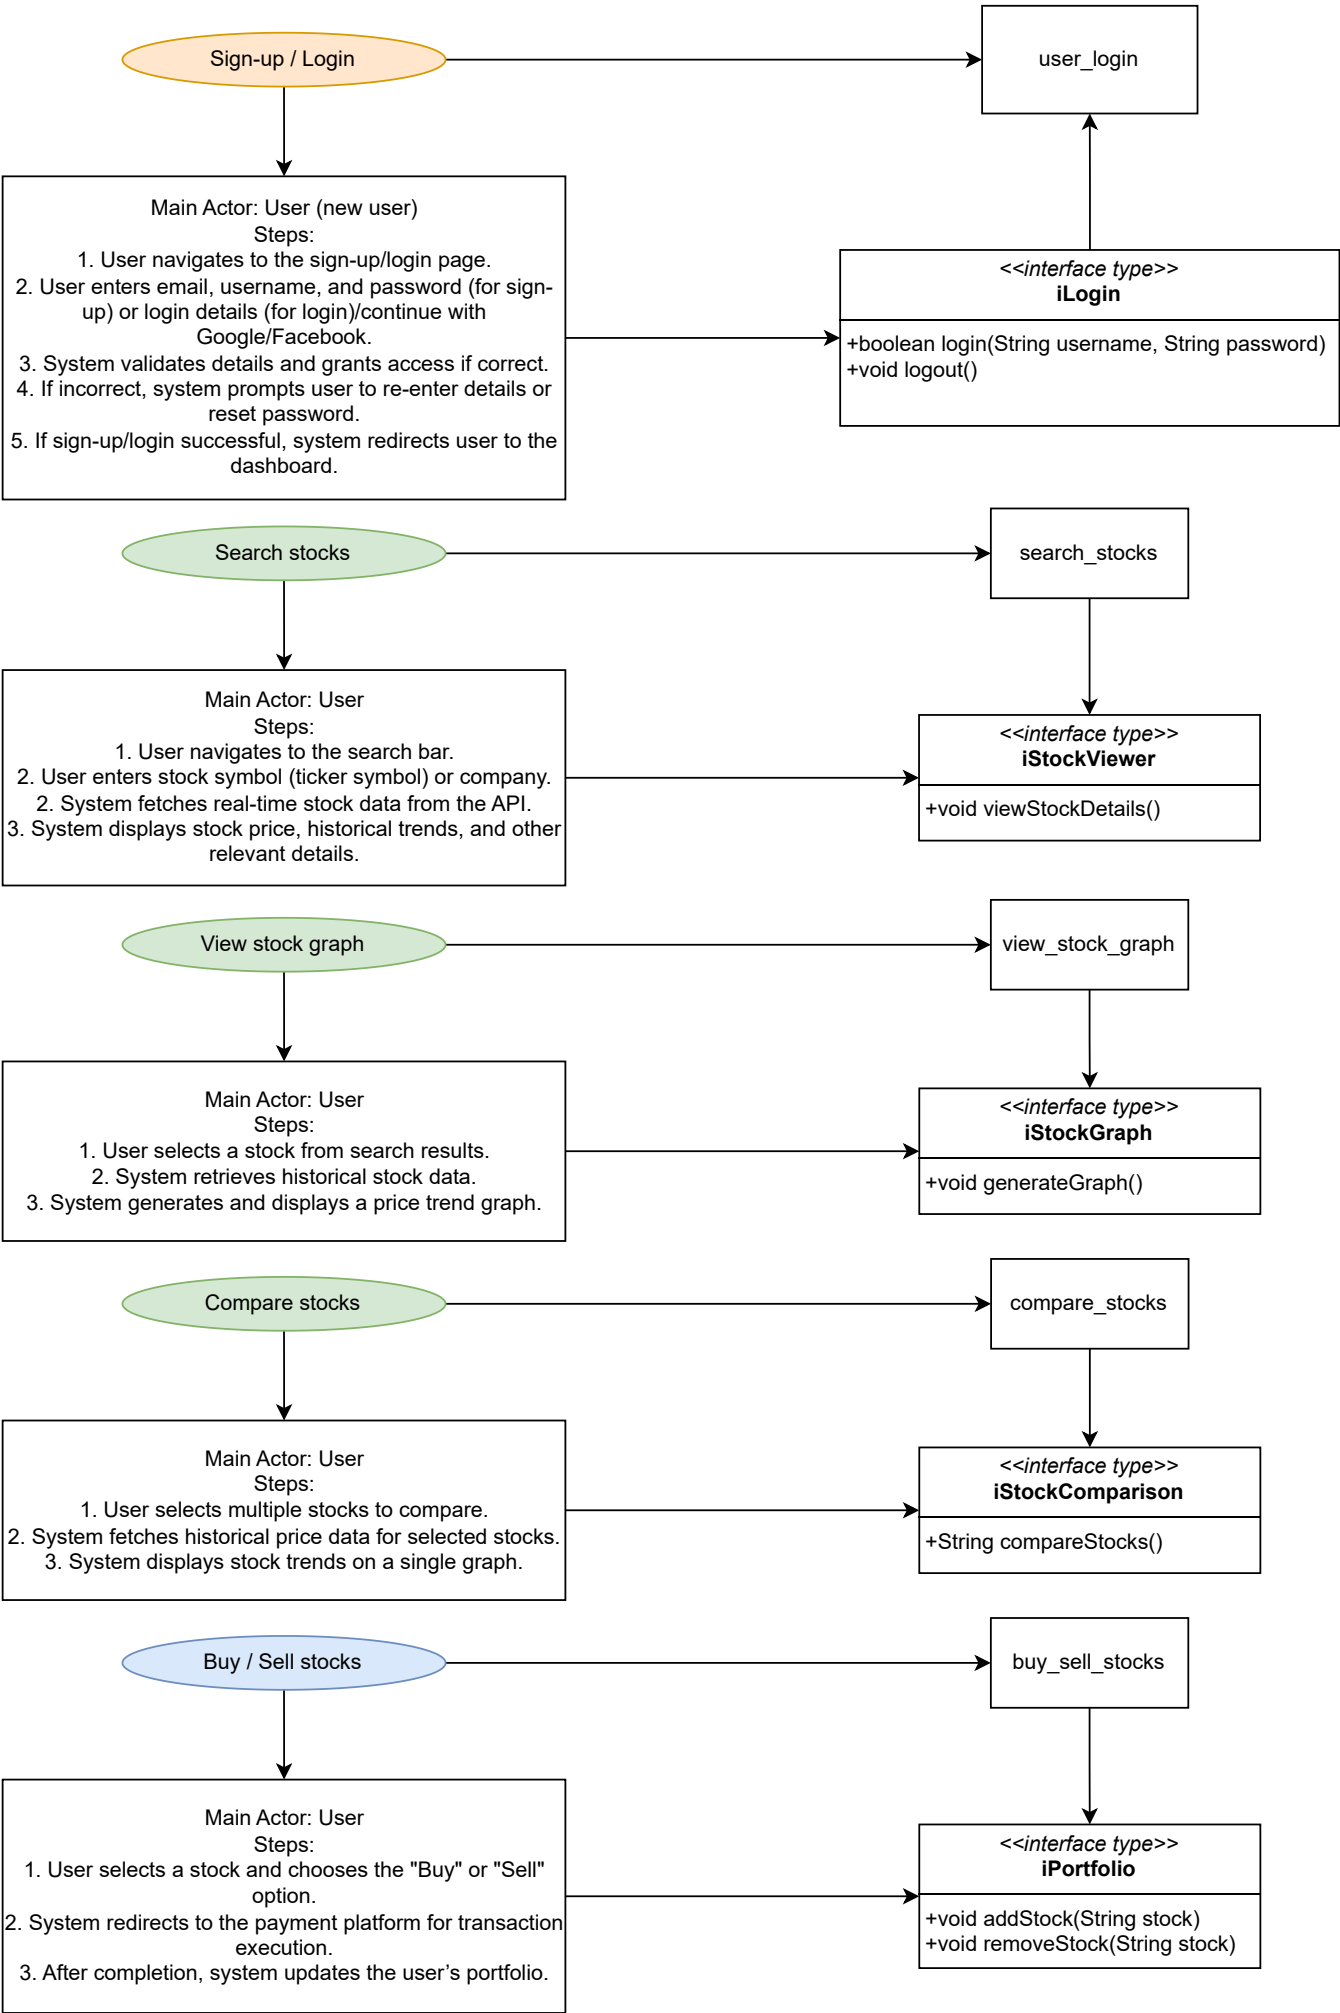 Sign-up / Login
user_login
Main Actor: User (new user)
Steps:
1. User navigates to the sign-up/login page.
2. User enters email, username, and password (for sign-
up) or login details (for login)/continue with
Google/Facebook.
3. System validates details and grants access if correct.
4. If incorrect, system prompts user to re-enter details or
reset password.
5. If sign-up/login successful, system redirects user to the
dashboard.
<<interface type>>
iLogin
+boolean login(String username, String password)
+void logout()
Search stocks
search_stocks
Main Actor: User
Steps:
1. User navigates to the search bar.
2. User enters stock symbol (ticker symbol) or company.
2. System fetches real-time stock data from the API.
3. System displays stock price, historical trends, and other
relevant details.
<<interface type>>
iStockViewer
+void viewStockDetails()
View stock graph
view_stock_graph
Main Actor: User
Steps:
1. User selects a stock from search results.
2. System retrieves historical stock data.
3. System generates and displays a price trend graph.
<<interface type>>
iStockGraph
+void generateGraph()
Compare stocks
compare_stocks
Main Actor: User
Steps:
1. User selects multiple stocks to compare.
2. System fetches historical price data for selected stocks.
3. System displays stock trends on a single graph.
<<interface type>>
iStockComparison
+String compareStocks()
Buy / Sell stocks
buy_sell_stocks
Main Actor: User
Steps:
1. User selects a stock and chooses the "Buy" or "Sell"
option.
2. System redirects to the payment platform for transaction
execution.
3. After completion, system updates the user’s portfolio.
<<interface type>>
iPortfolio
+void addStock(String stock)
+void removeStock(String stock)